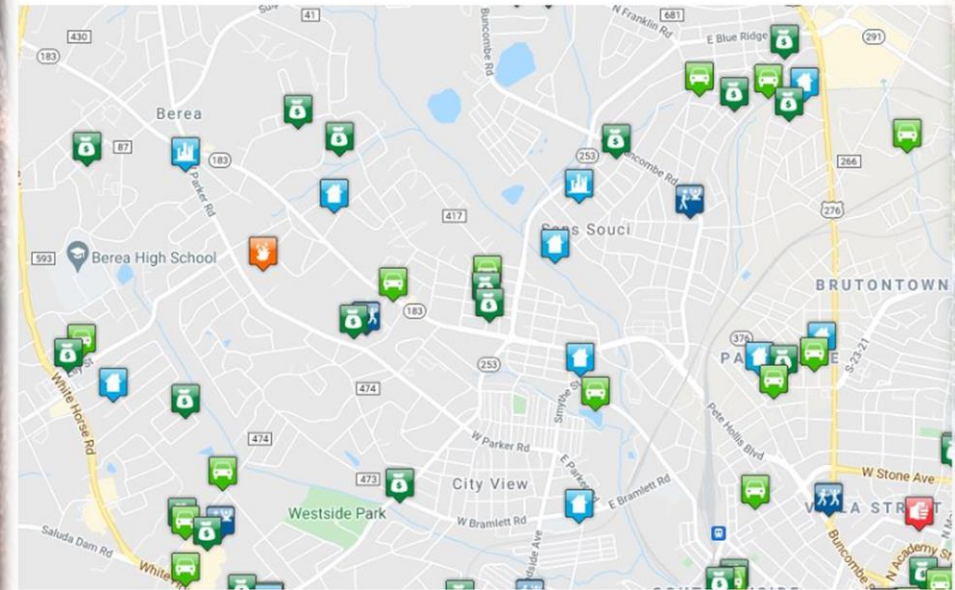 41
681
N Franklin Rd
430
E Blue Ridge
291
183
Buncombe Rd
Berea
87
183
253
Buncombe Rd
266
Parker Rd
417
276
Sans Souci
593
Berea High School
BRUTONTOWN
183
376
253
S-23-21
White Horse Rd
474
Smythe St
474
Pete Hollis Blvd
W Parker Rd
473
City View
E Bramlett Rd
W Stone Ave
Westside Park
W Bramlett Rd
Saluda Dam Rd
N Academy St